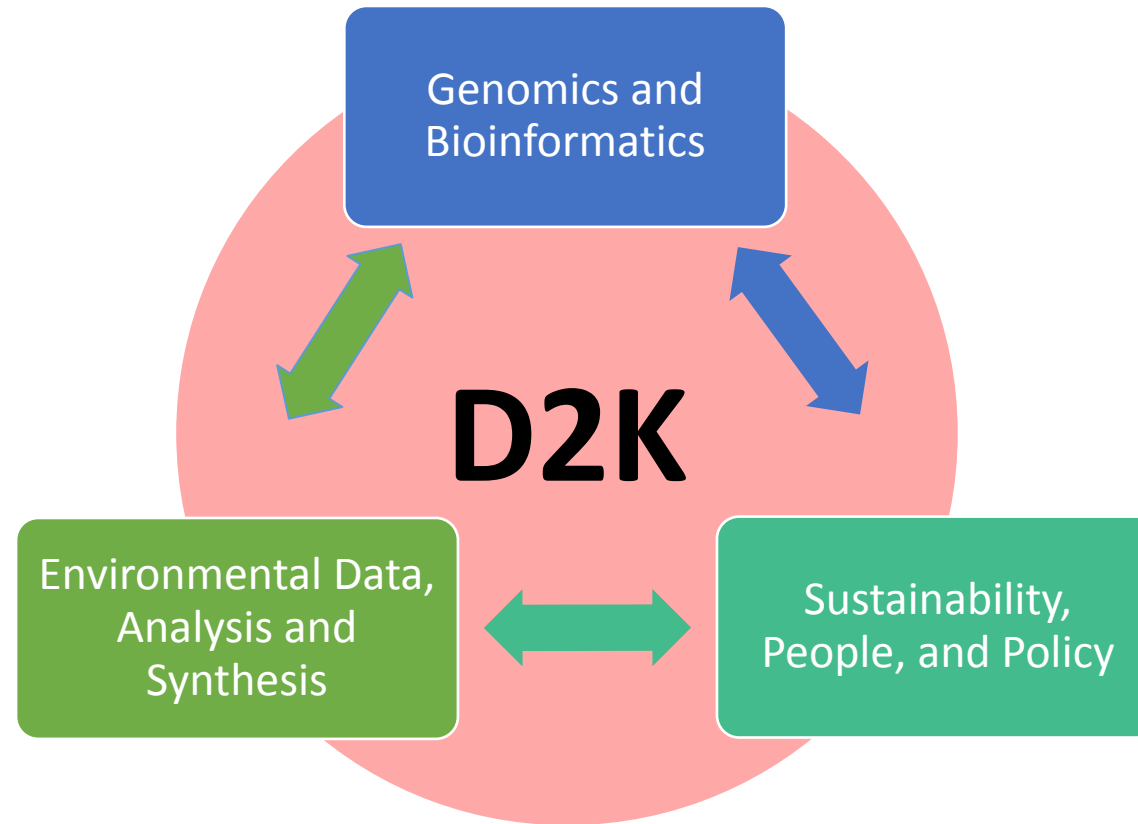 Genomics and
Bioinformatics
D2K
Environmental Data,
Analysis and
Synthesis
Sustainability,
People, and Policy